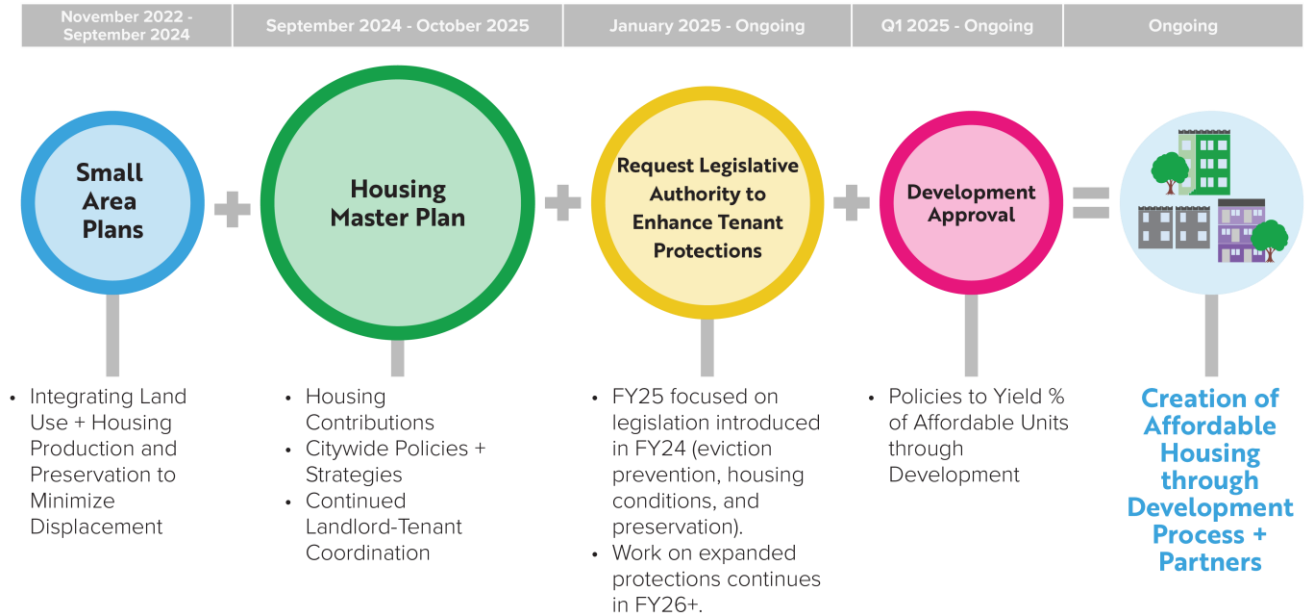 November 2022 -
September 2024
September 2024 - October 2025
January 2025 - Ongoing
Q1 2025 - Ongoing
Ongoing
Small
Area
Plans
+
Housing
Master Plan
+
Request Legislative
Authority to
Enhance Tenant
Protections
+
Development
Approval
=
• Integrating Land
Use + Housing
Production and
Preservation to
Minimize
Displacement
• Housing
Contributions
• Citywide Policies +
Strategies
• Continued
Landlord-Tenant
Coordination
• FY25 focused on
legislation introduced
in FY24 (eviction
prevention, housing
conditions, and
preservation).
• Work on expanded
protections continues
in FY26+.
• Policies to Yield %
of Affordable Units
through
Development
Creation of
Affordable
Housing
through
Development
Process +
Partners